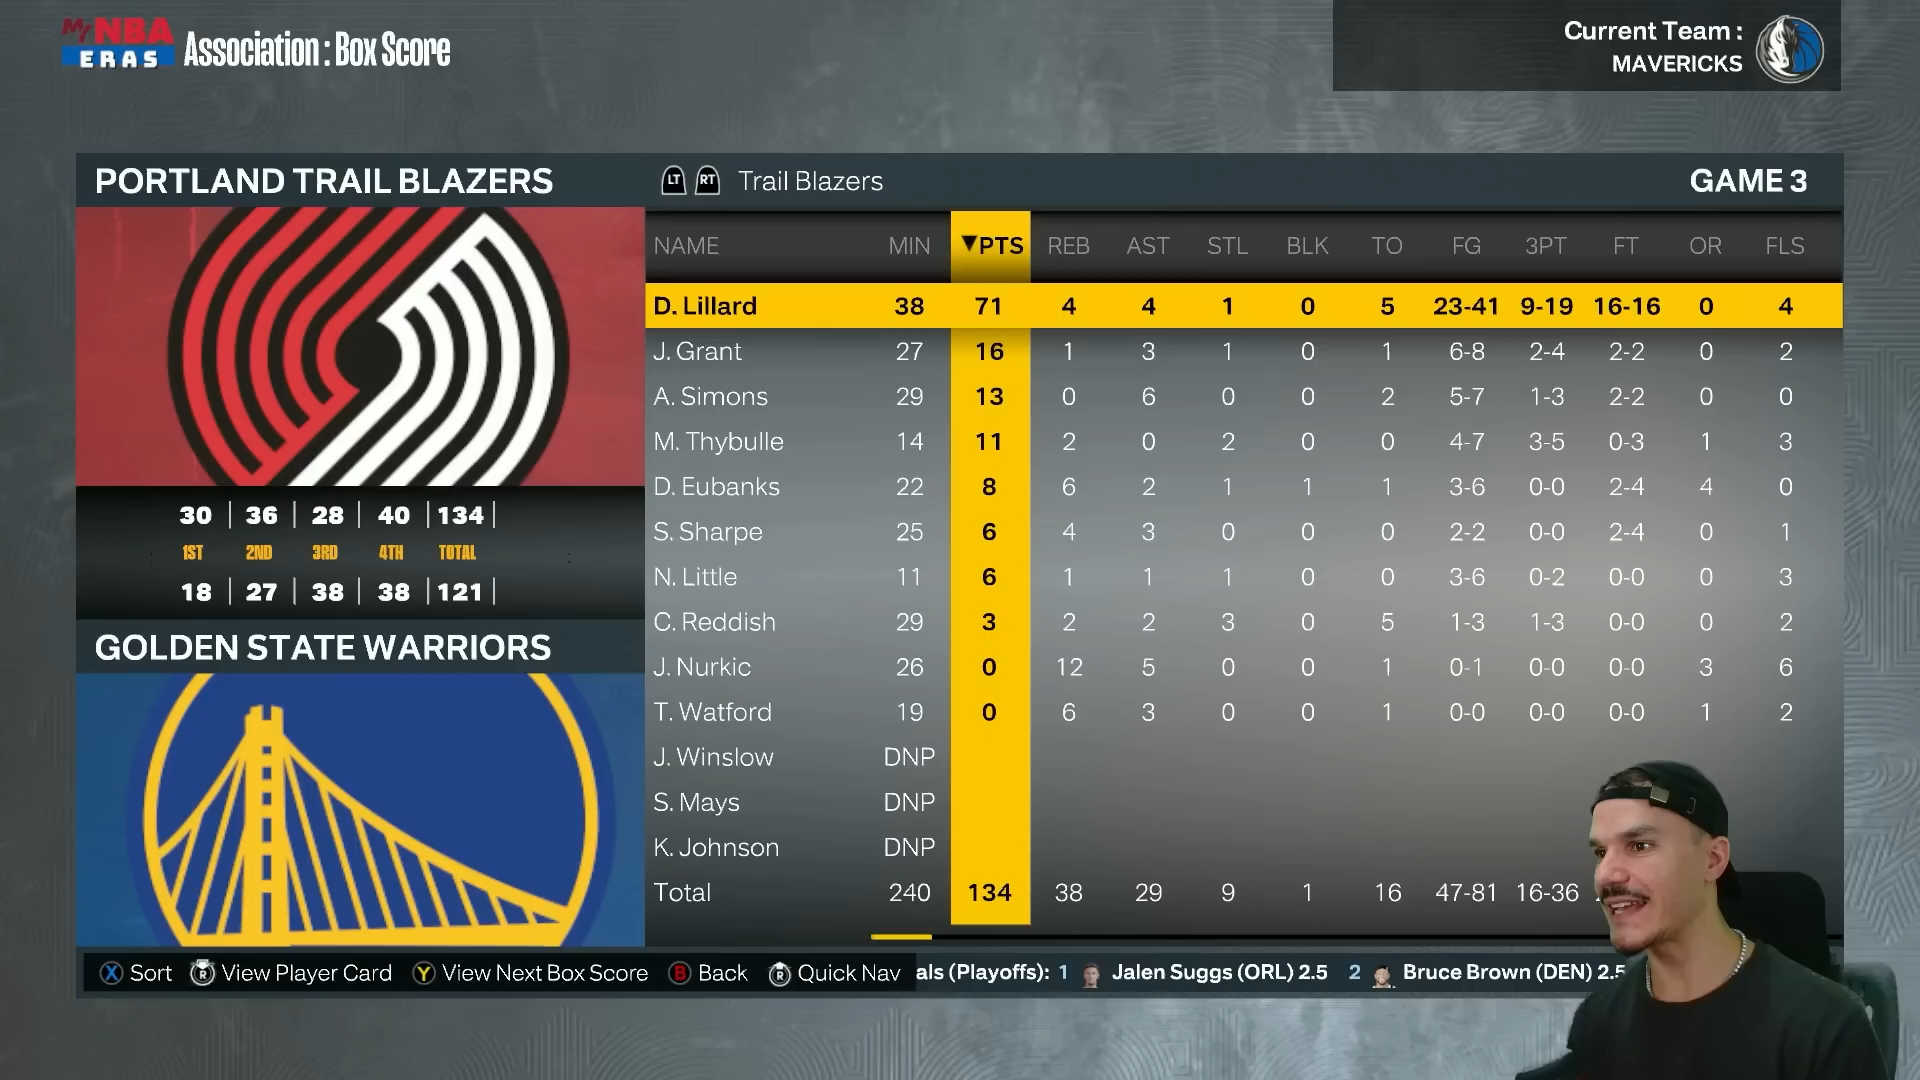 My NBA ERAS Association : Box Score
Current Team :
MAVERICKS
PORTLAND TRAIL BLAZERS
30 | 36 | 28 | 40 | 134 |
1ST 2ND 3RD 4TH TOTAL
18 | 27 | 38 | 38 | 121 |
GOLDEN STATE WARRIORS
LT RT Trail Blazers GAME 3
NAME MIN ▼PTS REB AST STL BLK TO FG 3PT FT OR FLS
D. Lillard 38 71 4 4 1 0 5 23-41 9-19 16-16 0 4
J. Grant 27 16 1 3 1 0 1 6-8 2-4 2-2 0 2
A. Simons 29 13 0 6 0 0 2 5-7 1-3 2-2 0 0
M. Thybulle 14 11 2 0 2 0 0 4-7 3-5 0-3 1 3
D. Eubanks 22 8 6 2 1 1 1 3-6 0-0 2-4 4 0
S. Sharpe 25 6 4 3 0 0 0 2-2 0-0 2-4 0 1
N. Little 11 6 1 1 1 0 0 3-6 0-2 0-0 0 3
C. Reddish 29 3 2 2 3 0 5 1-3 1-3 0-0 0 2
J. Nurkic 26 0 12 5 0 0 1 0-1 0-0 0-0 3 6
T. Watford 19 0 6 3 0 0 1 0-0 0-0 0-0 1 2
J. Winslow DNP
S. Mays DNP
K. Johnson DNP
Total 240 134 38 29 9 1 16 47-81 16-36
X Sort R View Player Card Y View Next Box Score B Back R Quick Nav als (Playoffs): 1 Jalen Suggs (ORL) 2.5 2 Bruce Brown (DEN) 2.5